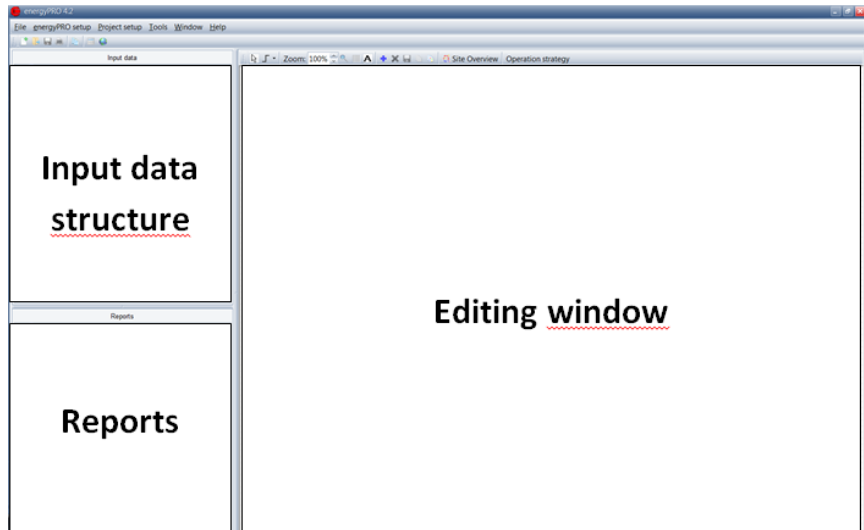 energyPRO 4.2
File energyPRO setup Project setup Tools Window Help
Input data
Zoom: 100% A Site Overview Operation strategy
Input data
structure
Editing window
Reports
Reports